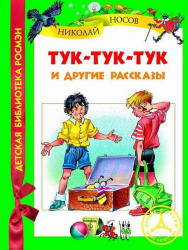 НИКОЛАЙ НОСОВ
ТУК-ТУК-ТУК
И ДРУГИЕ РАССКАЗЫ
ДЕТСКАЯ БИБЛИОТЕКА РОСМЭН